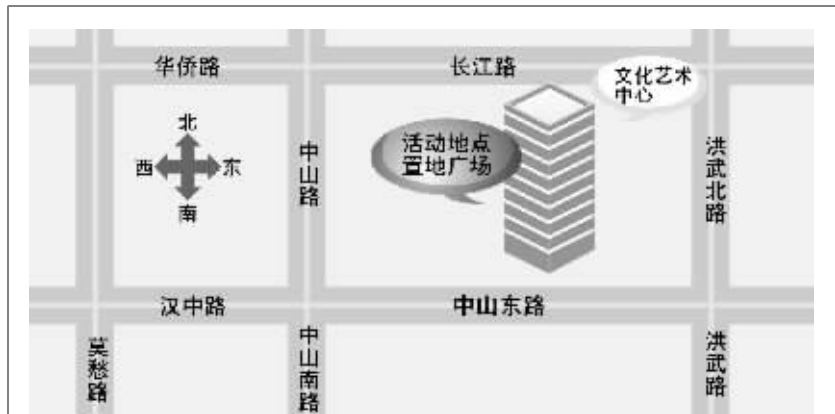 华侨路
长江路
文化艺术
中心
北
西
东
南
中山路
活动地点
置地广场
洪武北路
汉中路
中山东路
莫愁路
中山南路
洪武路